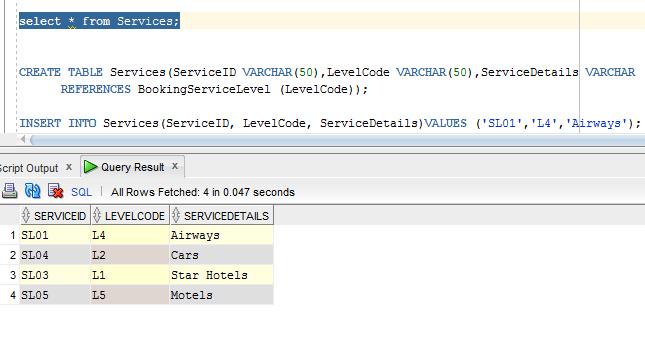 select * from Services;
CREATE TABLE Services(ServiceID VARCHAR(50),LevelCode VARCHAR(50),ServiceDetails VARCHAR
REFERENCES BookingServiceLevel (LevelCode));
INSERT INTO Services(ServiceID, LevelCode, ServiceDetails)VALUES ('SL01','L4','Airways');
Script Output x Query Result x
SQL | All Rows Fetched: 4 in 0.047 seconds
SERVICEID LEVELCODE SERVICEDETAILS
1 SL01 L4 Airways
2 SL04 L2 Cars
3 SL03 L1 Star Hotels
4 SL05 L5 Motels